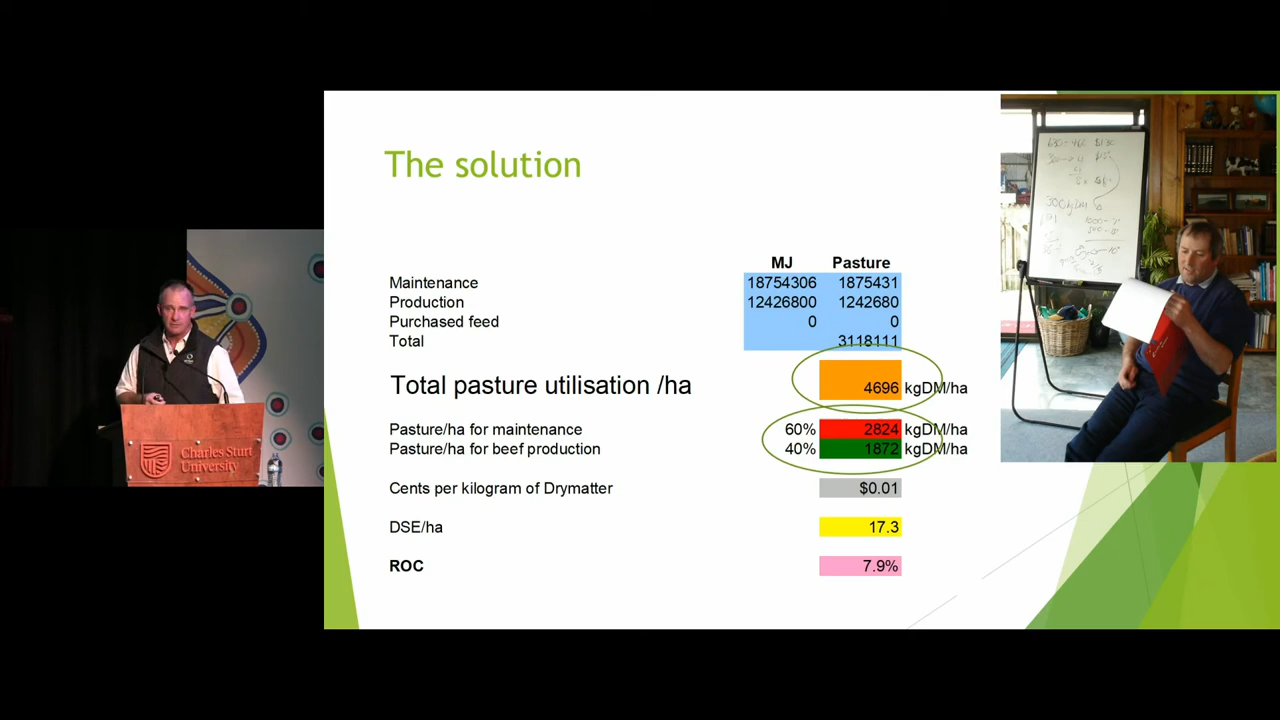 The solution
MJ Pasture
Maintenance 18754306 1875431
Production 12426800 1242680
Purchased feed 0 0
Total 3118111
Total pasture utilisation /ha 4696 kgDM/ha
Pasture/ha for maintenance 60% 2824 kgDM/ha
Pasture/ha for beef production 40% 1872 kgDM/ha
Cents per kilogram of Drymatter $0.01
DSE/ha 17.3
ROC 7.9%
Charles Sturt
University